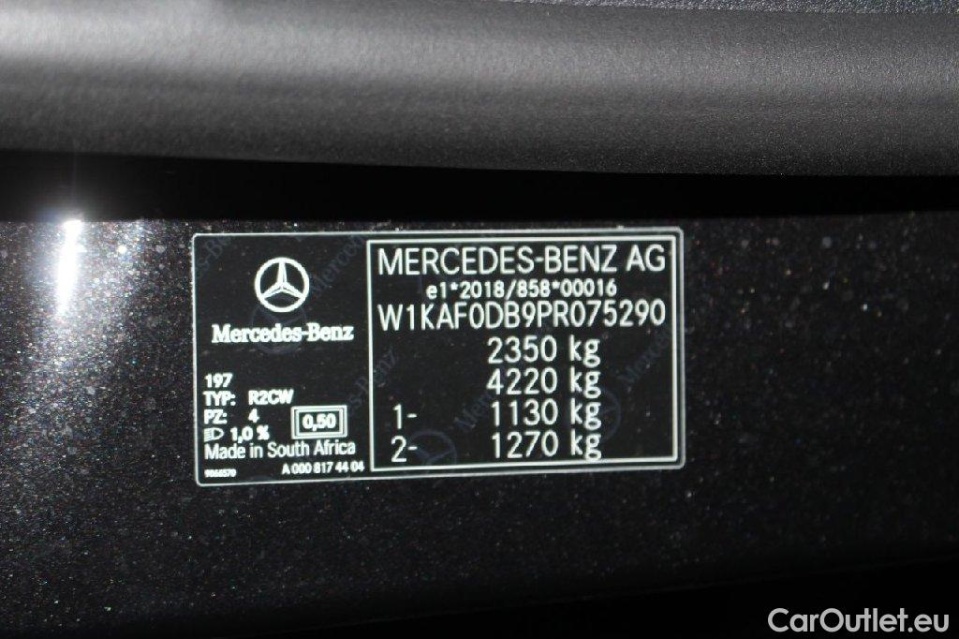 Mercedes-Benz
197
TYP: R2CW
PZ: 4
0,50
1,0 %
Made in South Africa
A 000 817 44 04
MERCEDES-BENZ AG
e1*2018/858*00016
W1KAF0DB9PR075290
2350 kg
4220 kg
1- 1130 kg
2- 1270 kg
CarOutlet.eu